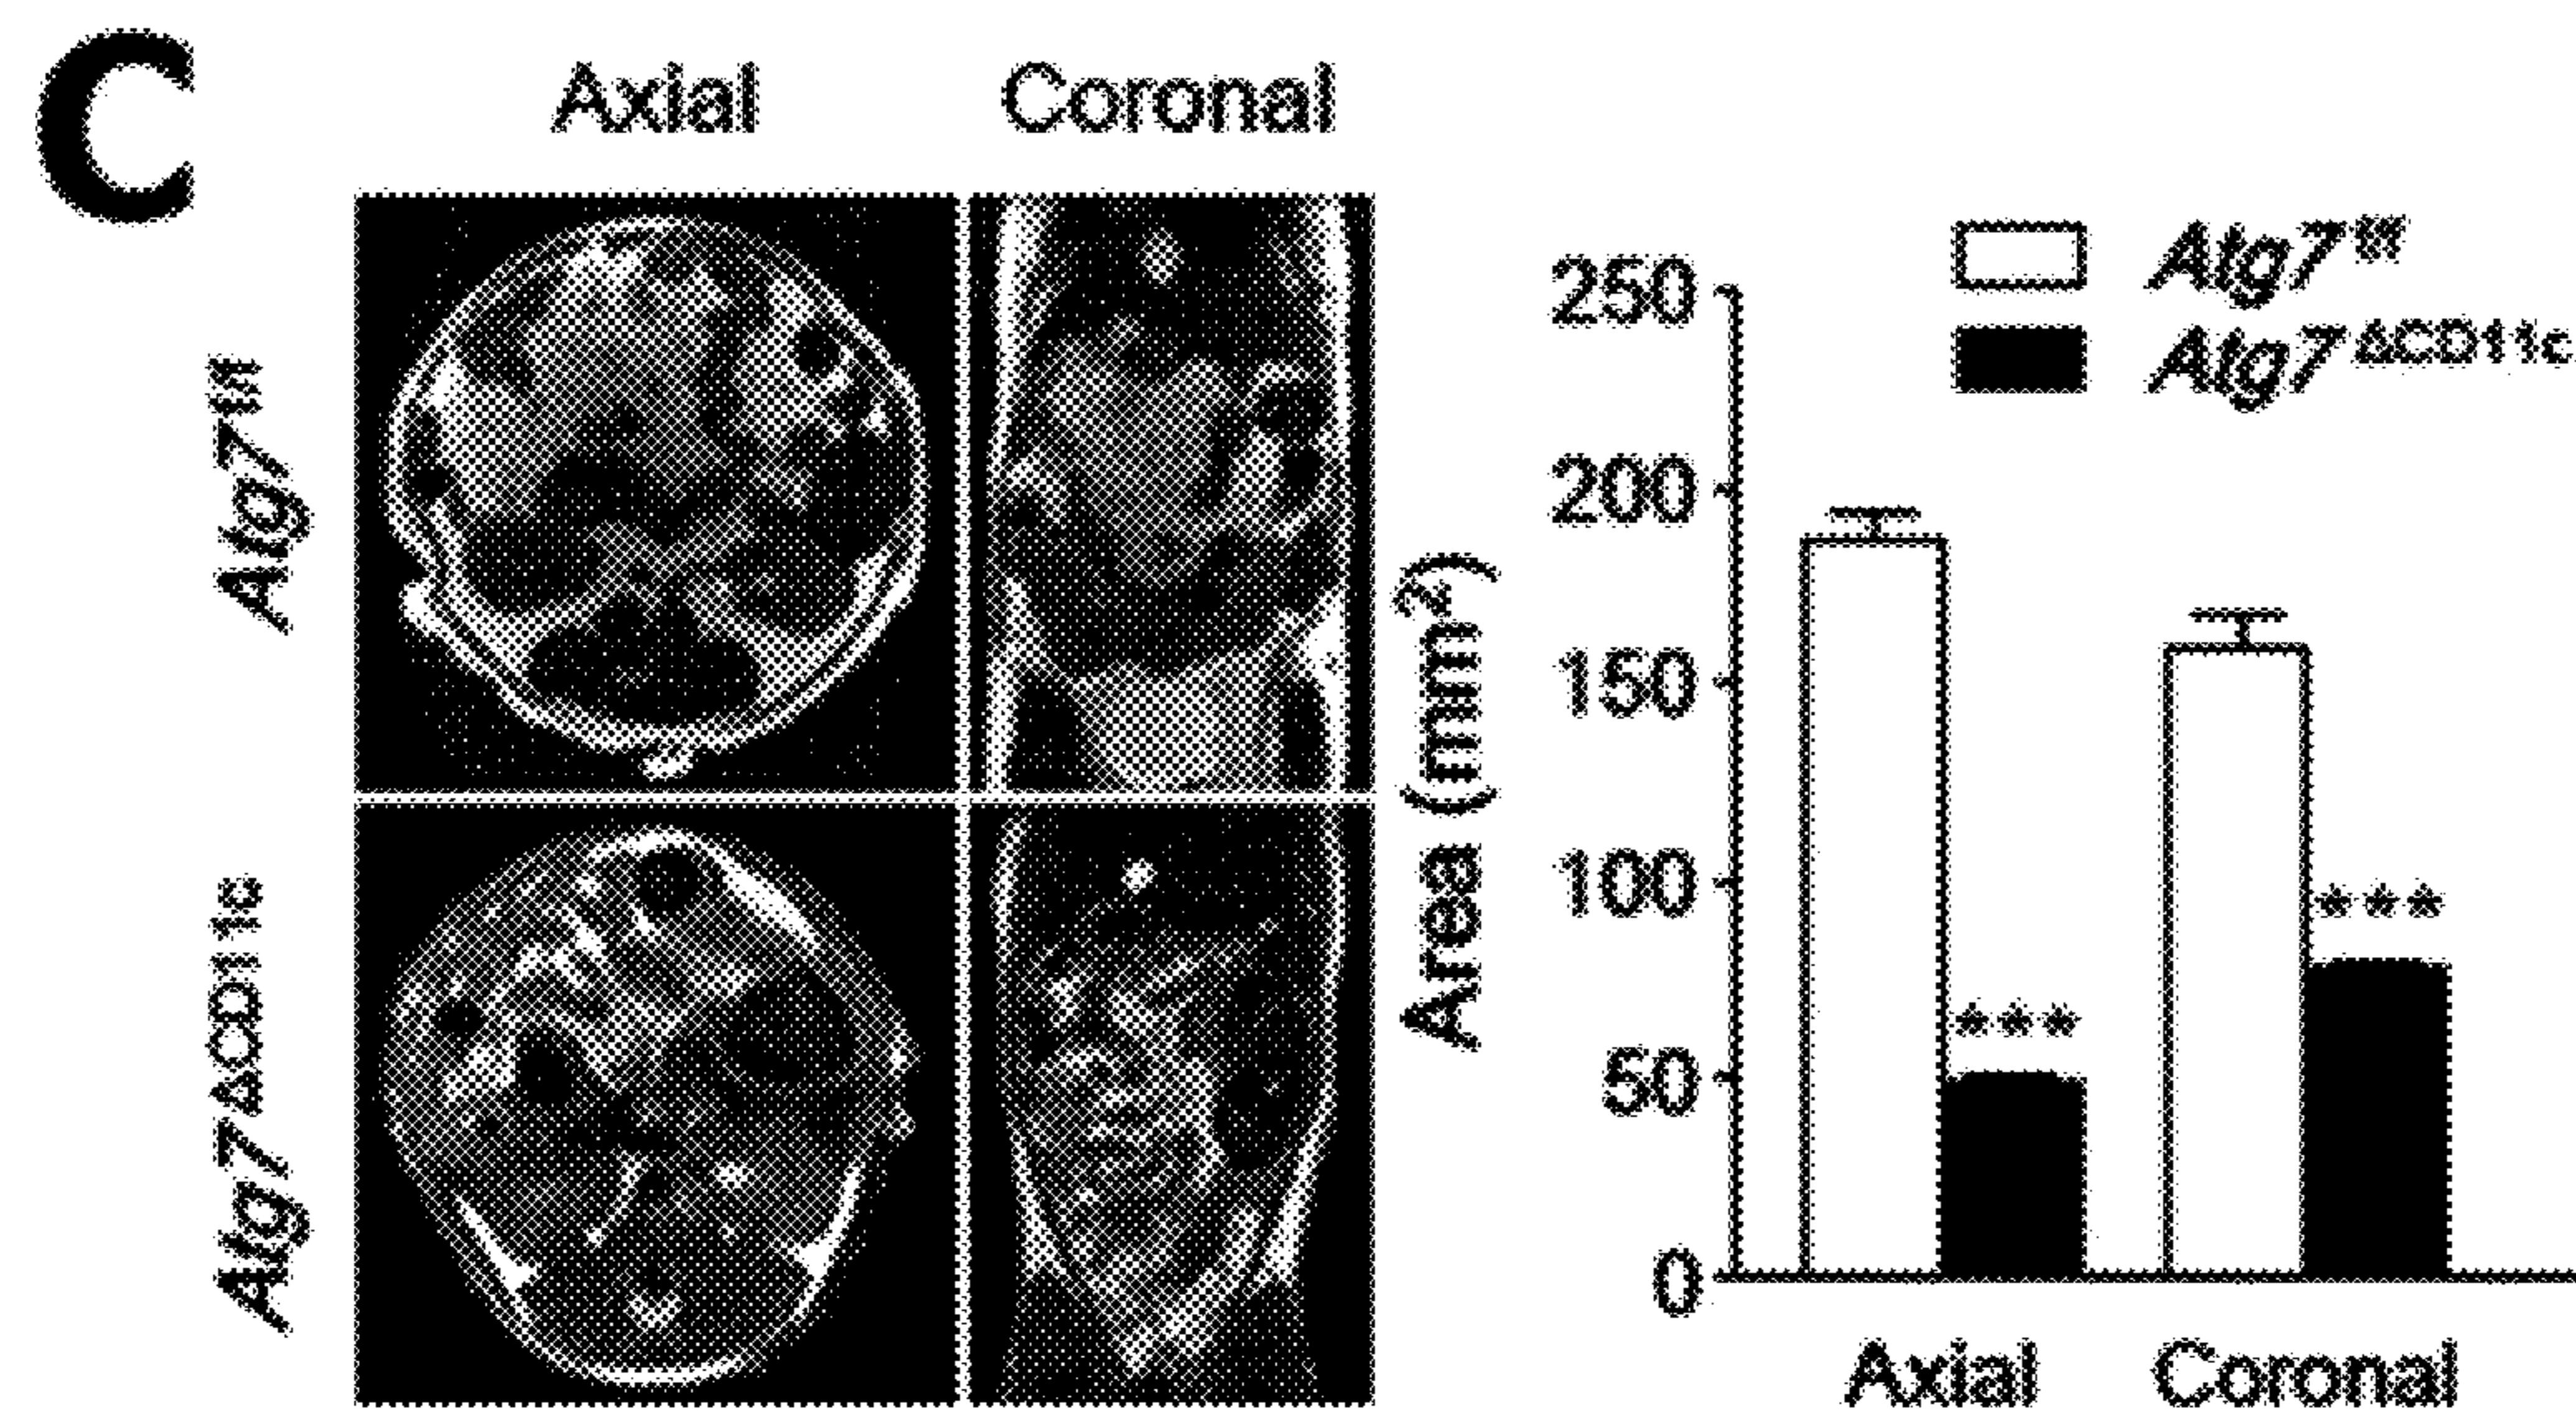 C
Axial Coronal
Atg7f/f
Atg7ΔCD11c
Area (mm²)
250
200
150
100
50
0
Atg7f/f
Atg7ΔCD11c
***
***
Axial Coronal